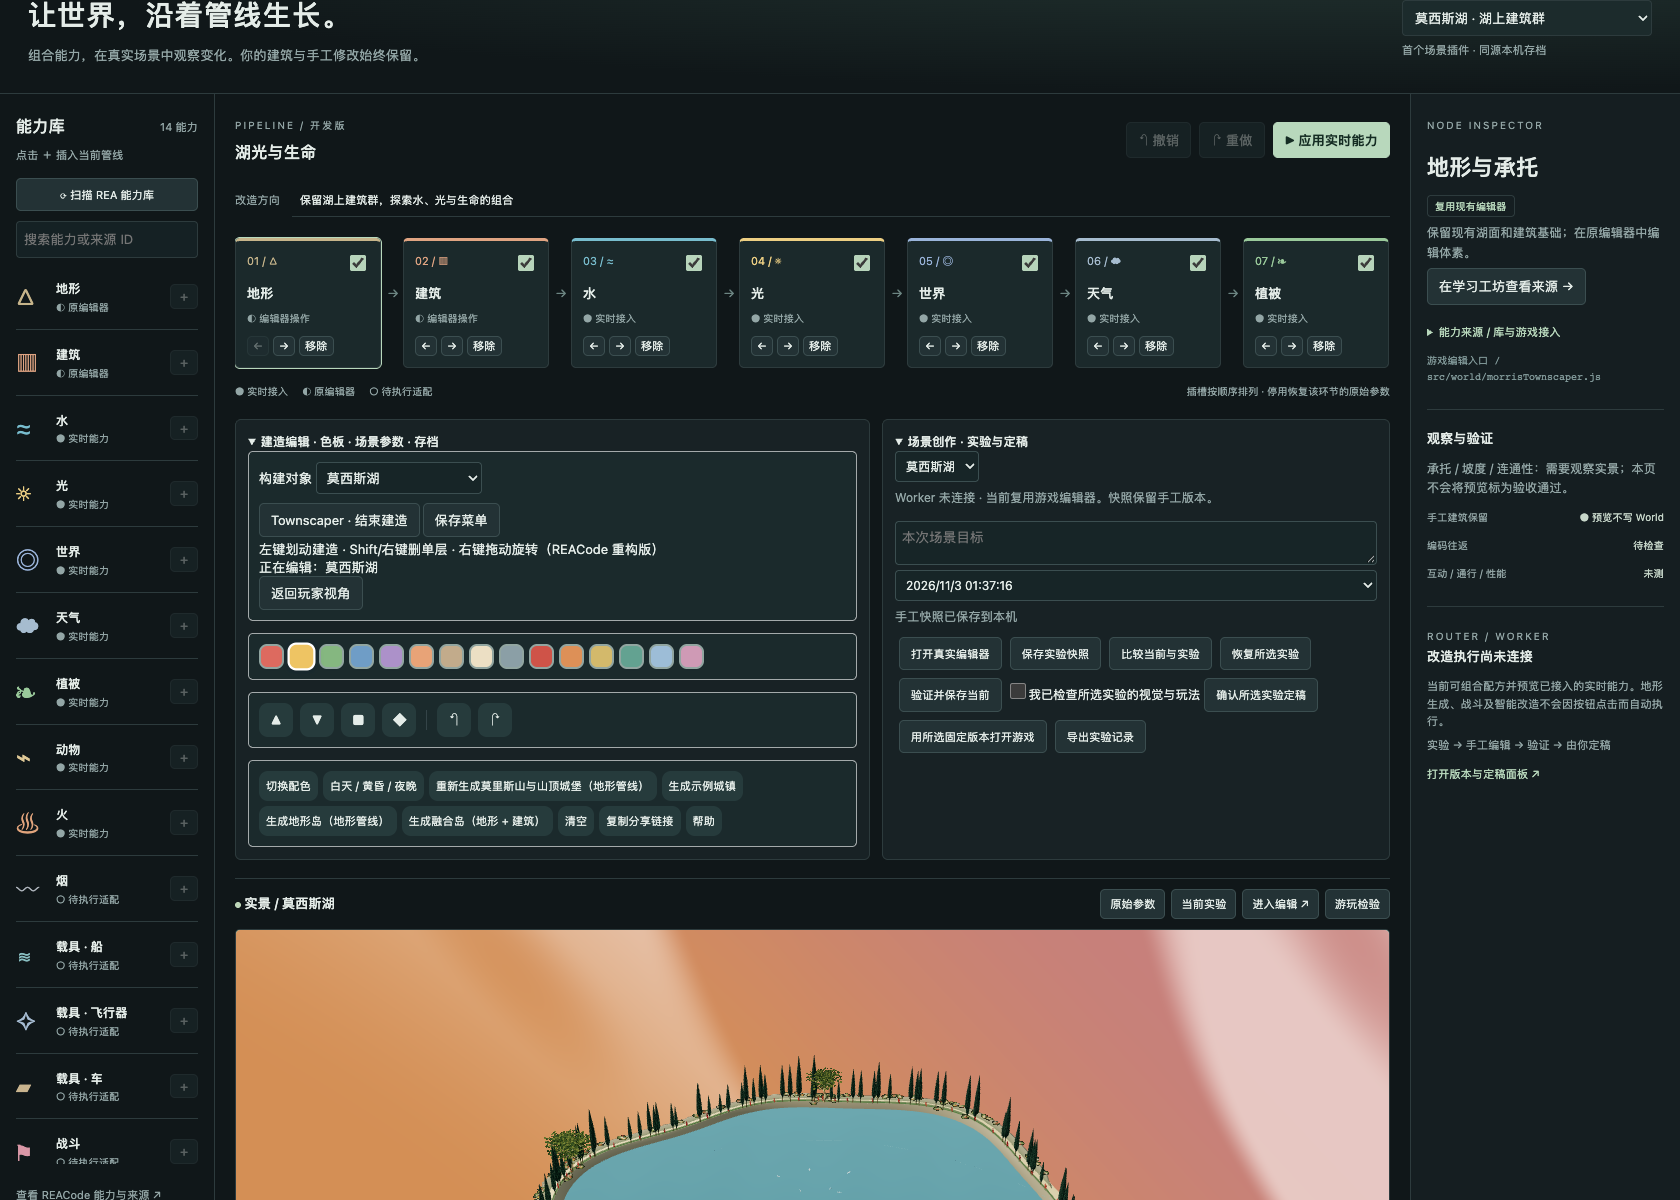 让世界，沿着管线生长。
组合能力，在真实场景中观察变化。你的建筑与手工修改始终保留。
莫西斯湖 · 湖上建筑群
首个场景插件 · 同源本机存档
能力库
14 能力
点击 ＋ 插入当前管线
⟳ 扫描 REA 能力库
搜索能力或来源 ID
地形
◐ 原编辑器
建筑
◐ 原编辑器
水
● 实时能力
光
● 实时能力
世界
● 实时能力
天气
● 实时能力
植被
● 实时能力
动物
● 实时能力
火
● 实时能力
烟
○ 待执行适配
载具 · 船
○ 待执行适配
载具 · 飞行器
○ 待执行适配
载具 · 车
○ 待执行适配
战斗
○ 待执行适配
查看 REACode 能力与来源 ↗
PIPELINE / 开发版
湖光与生命
↰ 撤销
↱ 重做
▶ 应用实时能力
改造方向
保留湖上建筑群，探索水、光与生命的组合
01 / △
地形
◐ 编辑器操作
← → 移除
02 / ▥
建筑
◐ 编辑器操作
← → 移除
03 / ≈
水
● 实时接入
← → 移除
04 / ☀
光
● 实时接入
← → 移除
05 / ◎
世界
● 实时接入
← → 移除
06 / ☁
天气
● 实时接入
← → 移除
07 / ❧
植被
● 实时接入
← → 移除
● 实时接入 ◐ 原编辑器 ○ 待执行适配
插槽按顺序排列 · 停用恢复该环节的原始参数
▼ 建造编辑 · 色板 · 场景参数 · 存档
构建对象 莫西斯湖
Townscaper · 结束建造
保存菜单
左键划动建造 · Shift/右键删单层 · 右键拖动旋转（REACode 重构版）
正在编辑：莫西斯湖
返回玩家视角
▲ ▼ ■ ◆ ↰ ↱
切换配色
白天 / 黄昏 / 夜晚
重新生成莫里斯山与山顶城堡（地形管线）
生成示例城镇
生成地形岛（地形管线）
生成融合岛（地形 + 建筑）
清空
复制分享链接
帮助
▼ 场景创作 · 实验与定稿
莫西斯湖
Worker 未连接 · 当前复用游戏编辑器。快照保留手工版本。
本次场景目标
2026/11/3 01:37:16
手工快照已保存到本机
打开真实编辑器
保存实验快照
比较当前与实验
恢复所选实验
验证并保存当前
我已检查所选实验的视觉与玩法
确认所选实验定稿
用所选固定版本打开游戏
导出实验记录
实景 / 莫西斯湖
原始参数
当前实验
进入编辑 ↗
游玩检验
NODE INSPECTOR
地形与承托
复用现有编辑器
保留现有湖面和建筑基础；在原编辑器中编
辑体素。
在学习工坊查看来源 →
▶ 能力来源 / 库与游戏接入
游戏编辑入口 /
src/world/morrisTownscaper.js
观察与验证
承托 / 坡度 / 连通性：需要观察实景；本页
不会将预览标为验收通过。
手工建筑保留
● 预览不写 World
编码往返
待检查
互动 / 通行 / 性能
未测
ROUTER / WORKER
改造执行尚未连接
当前可组合配方并预览已接入的实时能力。地形
生成、战斗及智能改造不会因按钮点击而自动执
行。
实验 → 手工编辑 → 验证 → 由你定稿
打开版本与定稿面板 ↗